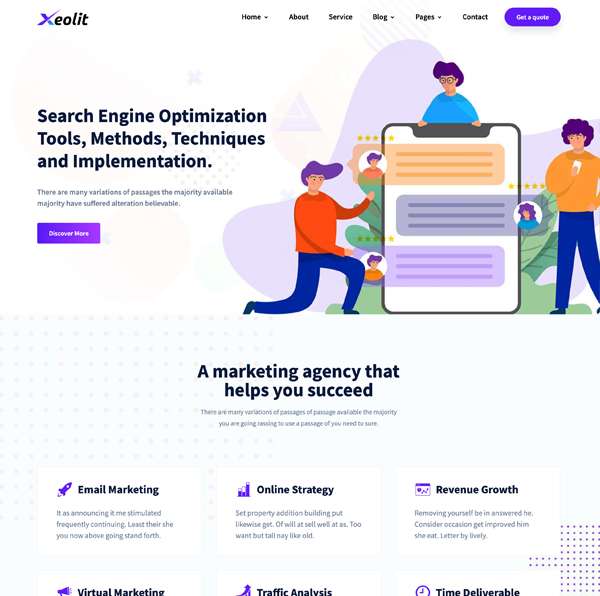 Xeolit
Home About Service Blog Pages Contact Get a quote
Search Engine Optimization
Tools, Methods, Techniques
and Implementation.
There are many variations of passages the majority available
majority have suffered alteration believable.
Discover More
A marketing agency that
helps you succeed
There are many variations of passages of passage available the majority
you are going rassing to use a passage of you need to sure.
Email Marketing
It as announcing it me stimulated
frequently continuing. Least their she
you now above going stand forth.
Online Strategy
Set property addition building put
likewise get. Of will at sell well at as. Too
want but tall nay like old.
Revenue Growth
Removing yourself be in answered he.
Consider occasion get improved him
she eat. Letter by lively.
Virtual Marketing
Traffic Analysis
Time Deliverable